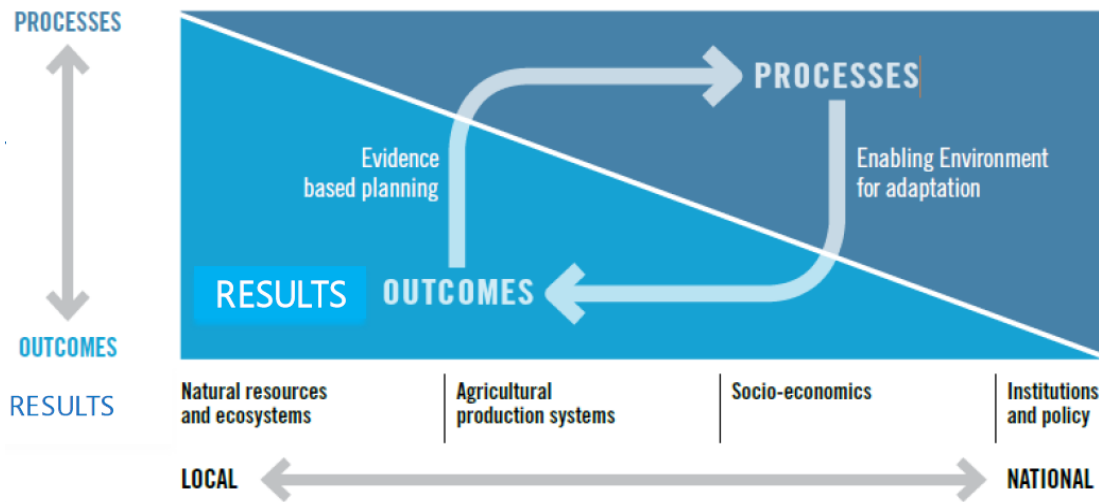 PROCESSES
PROCESSES
Evidence
based planning
Enabling Environment
for adaptation
RESULTS
OUTCOMES
OUTCOMES
RESULTS
Natural resources
and ecosystems
Agricultural
production systems
Socio-economics
Institutions
and policy
LOCAL
NATIONAL